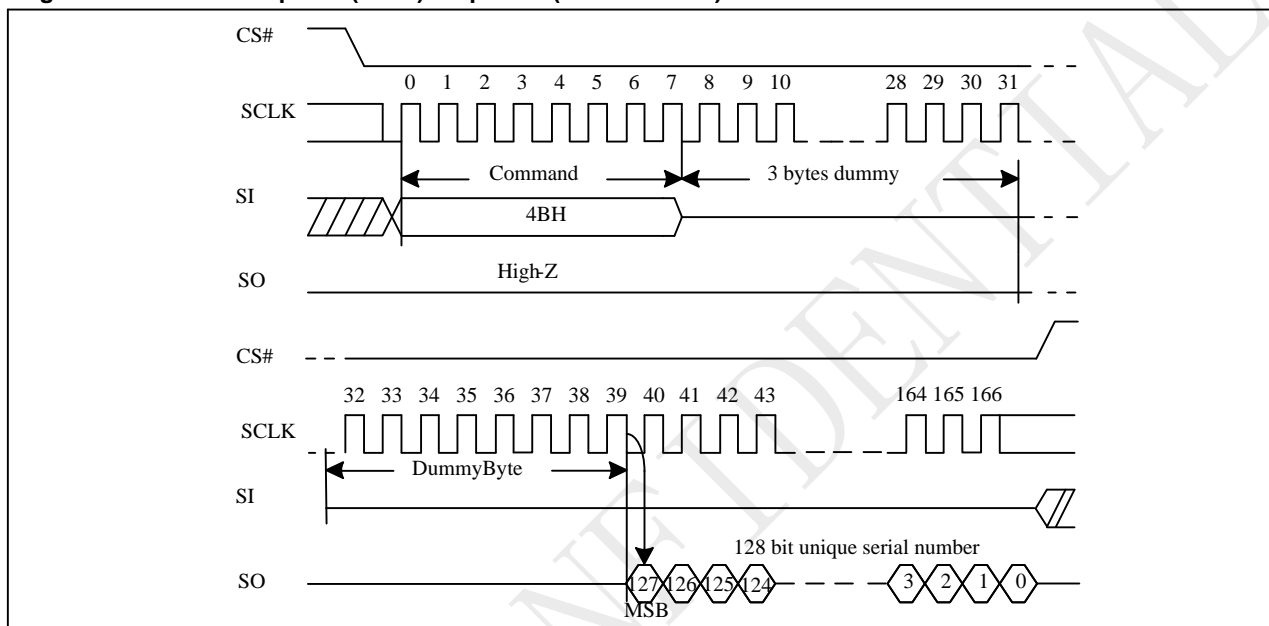 CS#
0 1 2 3 4 5 6 7 8 9 10 28 29 30 31
SCLK
Command 3 bytes dummy
SI
4BH
High-Z
SO
CS#
32 33 34 35 36 37 38 39 40 41 42 43 164 165 166
SCLK
DummyByte
SI
128 bit unique serial number
SO 127 126 125 124 3 2 1 0
MSB